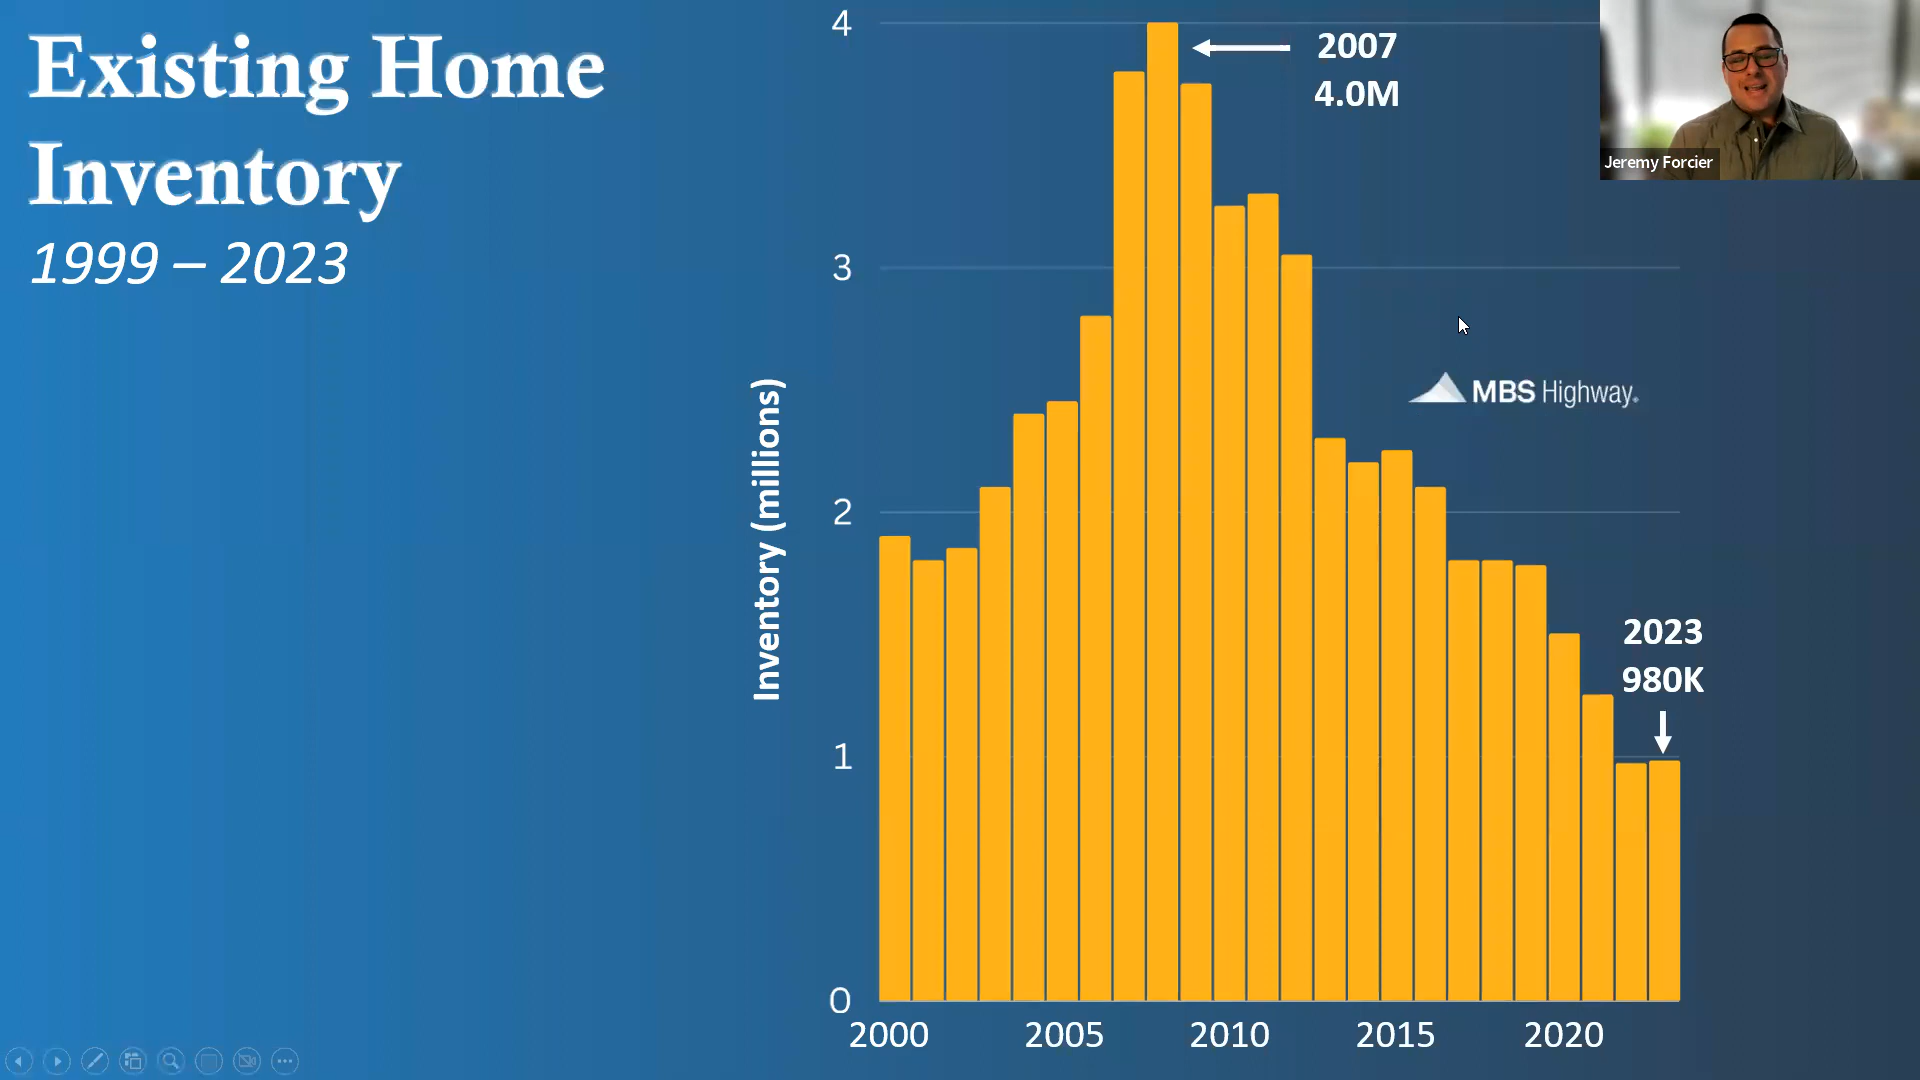 Existing Home
Inventory
1999 – 2023
Inventory (millions)
4
3
2
1
0
2007
4.0M
MBS Highway
2023
980K
2000 2005 2010 2015 2020
Jeremy Forcier